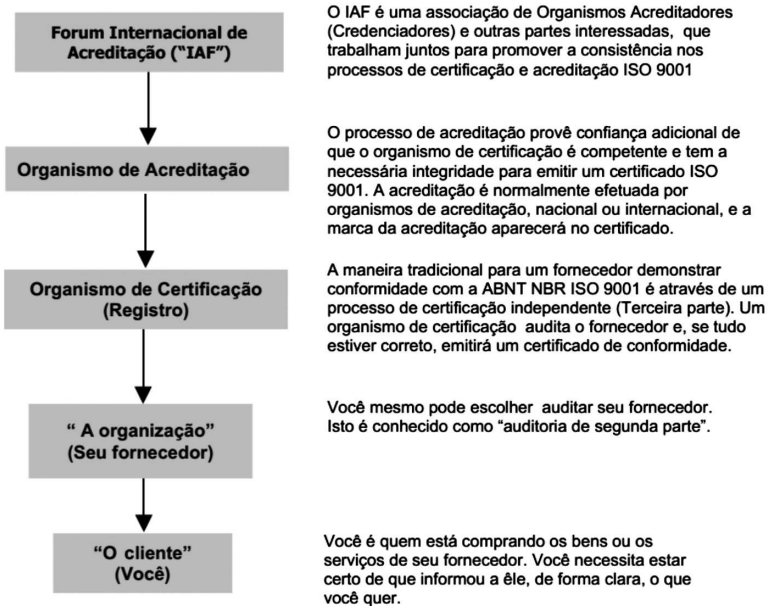 Forum Internacional de
Acreditação (“IAF”)
O IAF é uma associação de Organismos Acreditadores
(Credenciadores) e outras partes interessadas, que
trabalham juntos para promover a consistência nos
processos de certificação e acreditação ISO 9001
Organismo de Acreditação
O processo de acreditação provê confiança adicional de
que o organismo de certificação é competente e tem a
necessária integridade para emitir um certificado ISO
9001. A acreditação é normalmente efetuada por
organismos de acreditação, nacional ou internacional, e a
marca da acreditação aparecerá no certificado.
Organismo de Certificação
(Registro)
A maneira tradicional para um fornecedor demonstrar
conformidade com a ABNT NBR ISO 9001 é através de um
processo de certificação independente (Terceira parte). Um
organismo de certificação audita o fornecedor e, se tudo
estiver correto, emitirá um certificado de conformidade.
“ A organização”
(Seu fornecedor)
Você mesmo pode escolher auditar seu fornecedor.
Isto é conhecido como “auditoria de segunda parte”.
“O cliente”
(Você)
Você é quem está comprando os bens ou os
serviços de seu fornecedor. Você necessita estar
certo de que informou a êle, de forma clara, o que
você quer.